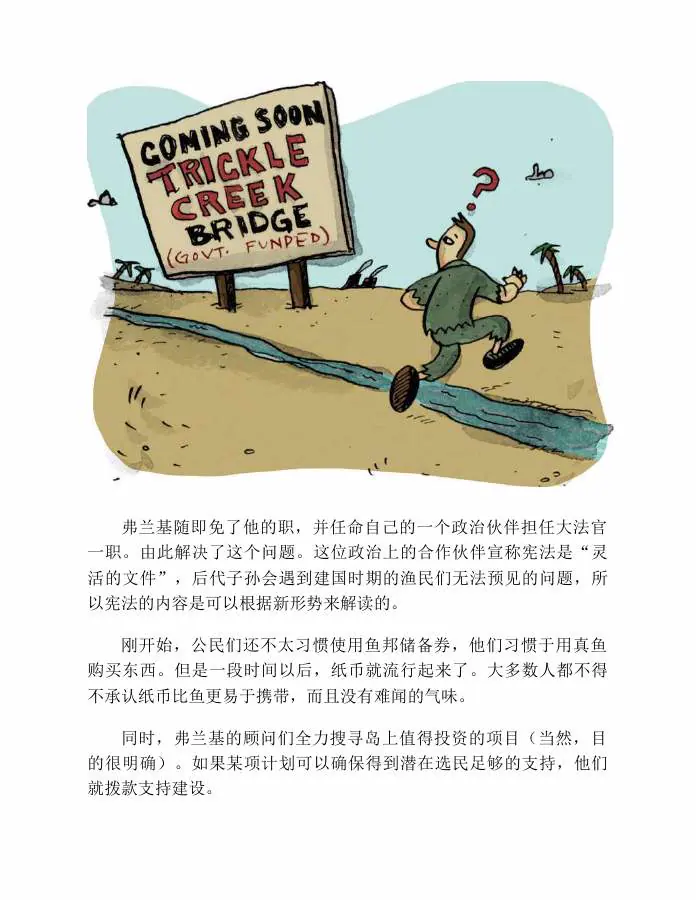 COMING SOON
TRICKLE
CREEK
BRIDGE
(GOVT. FUNDED)
?
弗兰基随即免了他的职，并任命自己的一个政治伙伴担任大法官
一职。由此解决了这个问题。这位政治上的合作伙伴宣称宪法是“灵
活的文件”，后代子孙会遇到建国时期的渔民们无法预见的问题，所
以宪法的内容是可以根据新形势来解读的。
刚开始，公民们还不太习惯使用鱼邦储备券，他们习惯于用真鱼
购买东西。但是一段时间以后，纸币就流行起来了。大多数人都不得
不承认纸币比鱼更易于携带，而且没有难闻的气味。
同时，弗兰基的顾问们全力搜寻岛上值得投资的项目（当然，目
的很明确）。如果某项计划可以确保得到潜在选民足够的支持，他们
就拨款支持建设。